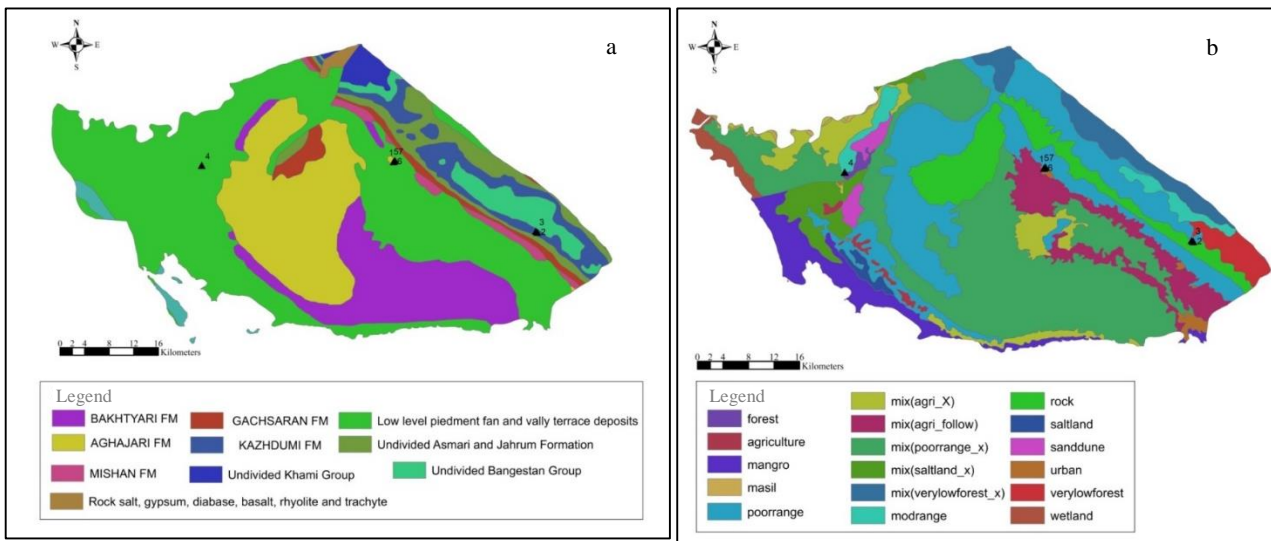 a
N
W E
S
4
157
6
3
2
0 2 4 8 12 16
Kilometers
Legend
BAKHTYARI FM
GACHSARAN FM
Low level piedment fan and vally terrace deposits
AGHAJARI FM
KAZHDUMI FM
Undivided Asmari and Jahrum Formation
MISHAN FM
Undivided Khami Group
Undivided Bangestan Group
Rock salt, gypsum, diabase, basalt, rhyolite and trachyte
b
N
W E
S
4
157
6
3
2
0 2 4 8 12 16
Kilometers
Legend
forest
agriculture
mangro
masil
poorrange
mix(agri_X)
mix(agri_follow)
mix(poorrange_x)
mix(saltland_x)
mix(verylowforest_x)
modrange
rock
saltland
sanddune
urban
verylowforest
wetland